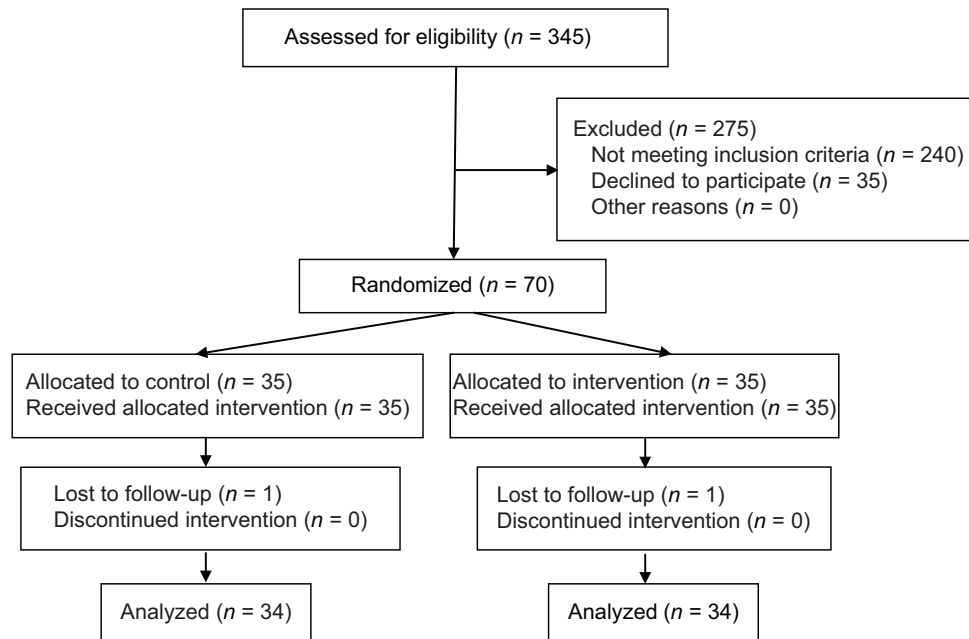 Assessed for eligibility (n = 345)
Excluded (n = 275)
Not meeting inclusion criteria (n = 240)
Declined to participate (n = 35)
Other reasons (n = 0)
Randomized (n = 70)
Allocated to control (n = 35)
Received allocated intervention (n = 35)
Allocated to intervention (n = 35)
Received allocated intervention (n = 35)
Lost to follow-up (n = 1)
Discontinued intervention (n = 0)
Lost to follow-up (n = 1)
Discontinued intervention (n = 0)
Analyzed (n = 34)
Analyzed (n = 34)